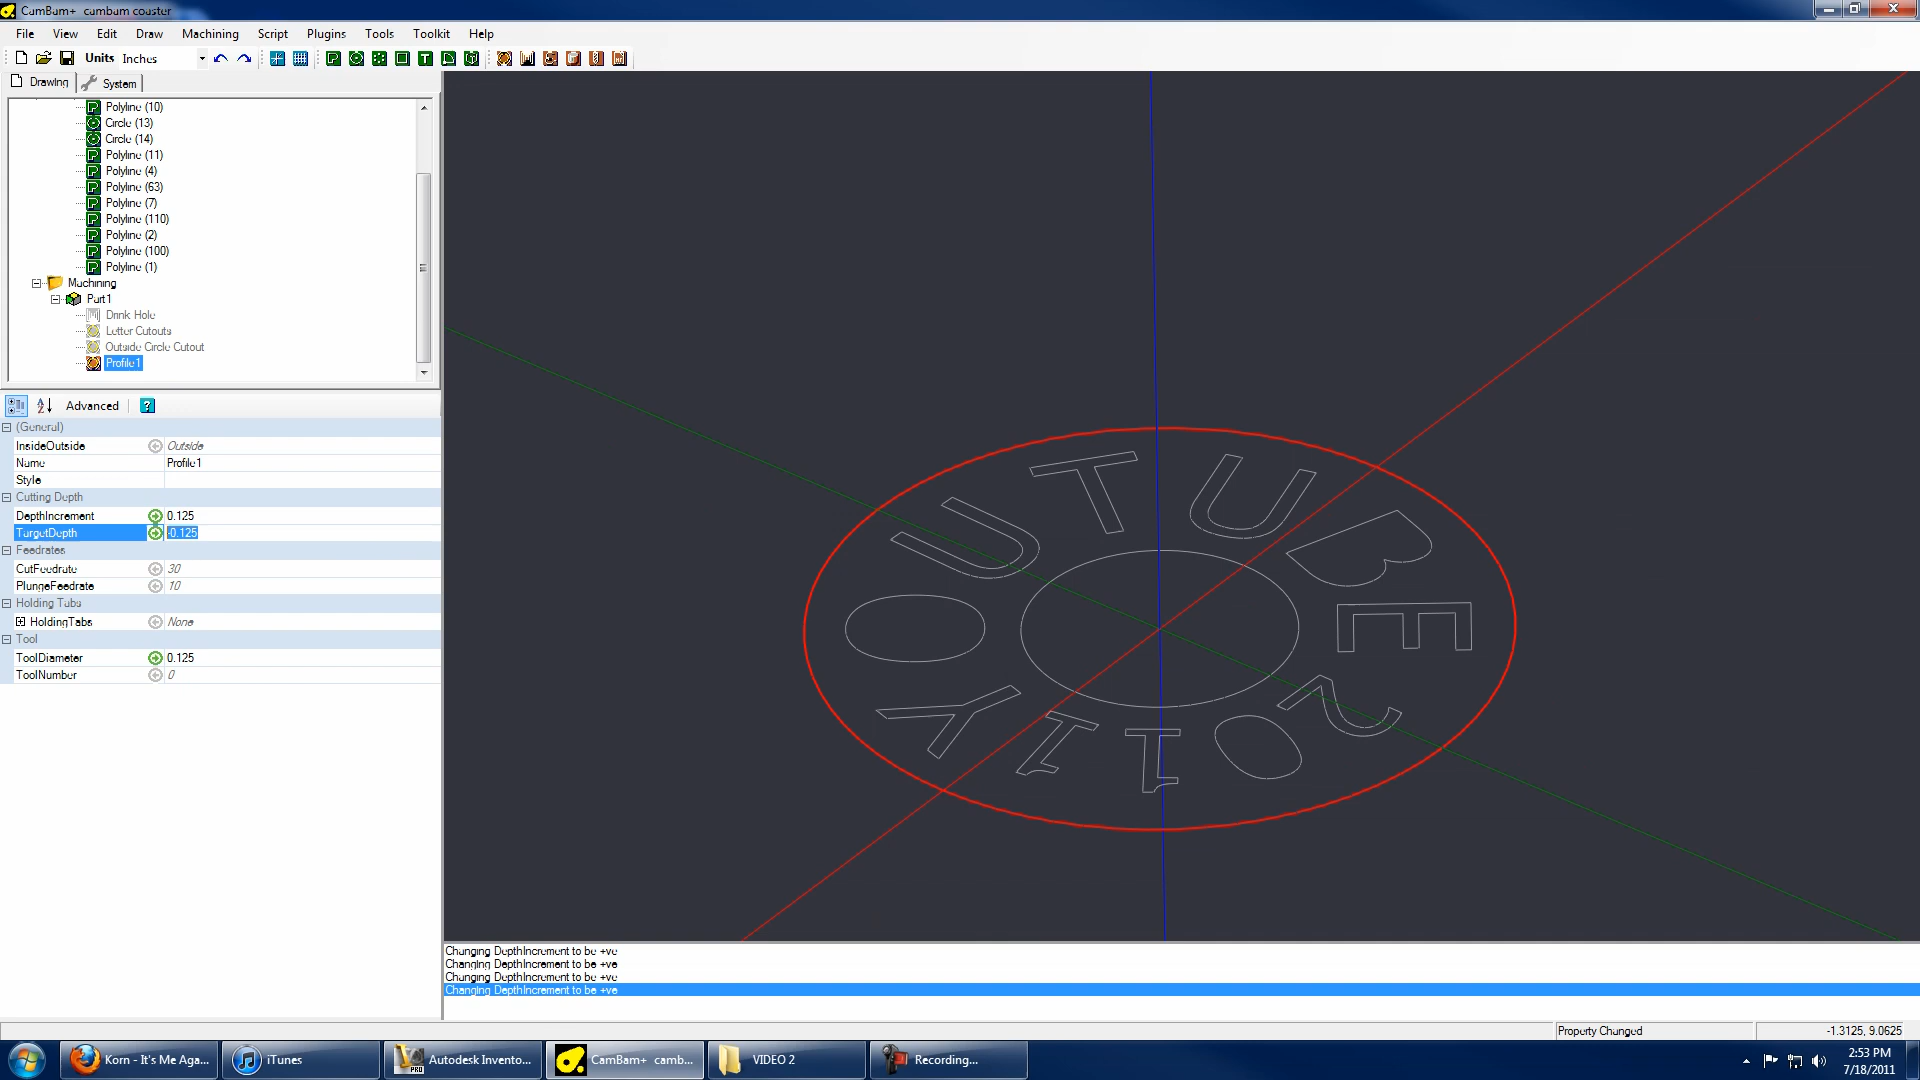 CamBam+ cambam coaster
File View Edit Draw Machining Script Plugins Tools Toolkit Help
Units Inches
Drawing System
Polyline (10)
Circle (13)
Circle (14)
Polyline (11)
Polyline (4)
Polyline (63)
Polyline (7)
Polyline (110)
Polyline (2)
Polyline (100)
Polyline (1)
Machining
Part1
Drink Hole
Letter Cutouts
Outside Circle Cutout
Profile1
Advanced
(General)
InsideOutside Outside
Name Profile1
Style
Cutting Depth
DepthIncrement 0.125
TargetDepth -0.125
Feedrates
CutFeedrate 30
PlungeFeedrate 10
Holding Tabs
HoldingTabs None
Tool
ToolDiameter 0.125
ToolNumber 0
YOUTUBE 2011
Changing DepthIncrement to be +ve
Changing DepthIncrement to be +ve
Changing DepthIncrement to be +ve
Changing DepthIncrement to be +ve
Property Changed -1.3125, 9.0625
Korn - It's Me Aga... iTunes Autodesk Invento... CamBam+ camb... VIDEO 2 Recording...
PRO
2:53 PM
7/18/2011